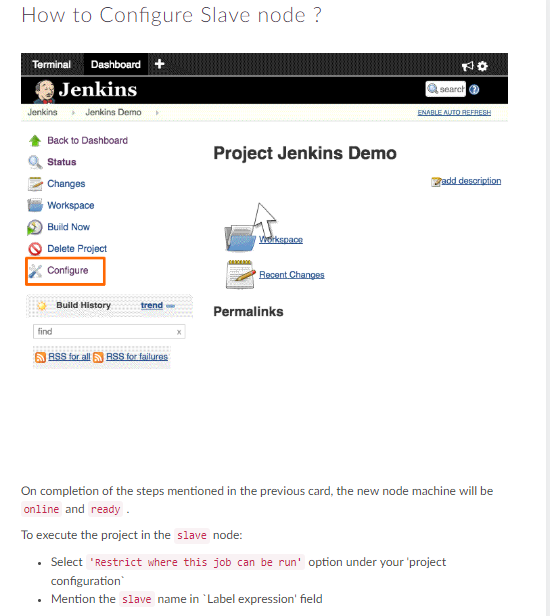 How to Configure Slave node ?
Terminal Dashboard +
Jenkins
search ?
Jenkins Jenkins Demo
ENABLE AUTO REFRESH
Back to Dashboard
Status
Changes
Workspace
Build Now
Delete Project
Configure
Build History trend
find x
RSS for all RSS for failures
Project Jenkins Demo
add description
Workspace
Recent Changes
Permalinks
On completion of the steps mentioned in the previous card, the new node machine will be
online and ready .
To execute the project in the slave node:
• Select 'Restrict where this job can be run' option under your 'project
configuration`
• Mention the slave name in `Label expression' field